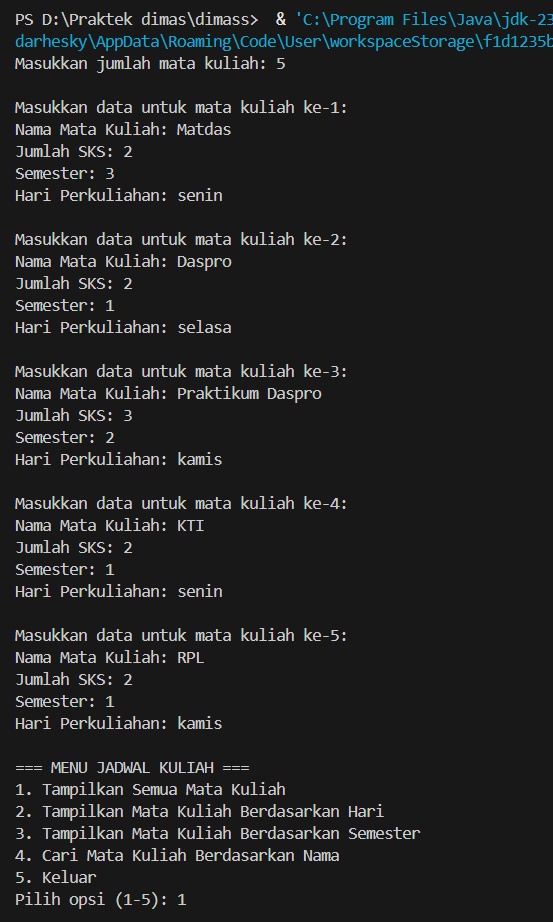 PS D:\Praktek dimas\dimass>  & 'C:\Program Files\Java\jdk-23
darhesky\AppData\Roaming\Code\User\workspaceStorage\f1d1235b
Masukkan jumlah mata kuliah: 5

Masukkan data untuk mata kuliah ke-1:
Nama Mata Kuliah: Matdas
Jumlah SKS: 2
Semester: 3
Hari Perkuliahan: senin

Masukkan data untuk mata kuliah ke-2:
Nama Mata Kuliah: Daspro
Jumlah SKS: 2
Semester: 1
Hari Perkuliahan: selasa

Masukkan data untuk mata kuliah ke-3:
Nama Mata Kuliah: Praktikum Daspro
Jumlah SKS: 3
Semester: 2
Hari Perkuliahan: kamis

Masukkan data untuk mata kuliah ke-4:
Nama Mata Kuliah: KTI
Jumlah SKS: 2
Semester: 1
Hari Perkuliahan: senin

Masukkan data untuk mata kuliah ke-5:
Nama Mata Kuliah: RPL
Jumlah SKS: 2
Semester: 1
Hari Perkuliahan: kamis

=== MENU JADWAL KULIAH ===
1. Tampilkan Semua Mata Kuliah
2. Tampilkan Mata Kuliah Berdasarkan Hari
3. Tampilkan Mata Kuliah Berdasarkan Semester
4. Cari Mata Kuliah Berdasarkan Nama
5. Keluar
Pilih opsi (1-5): 1